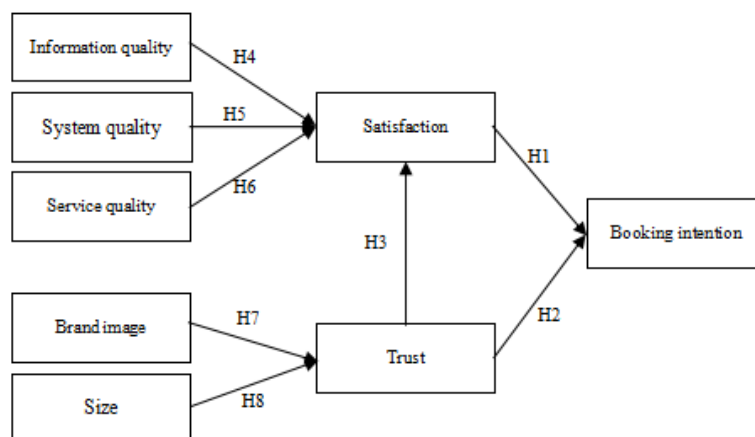 Information quality
H4
System quality
H5
Satisfaction
H6
H1
Service quality
Booking intention
H3
Brand image
H7
H2
Trust
Size
H8